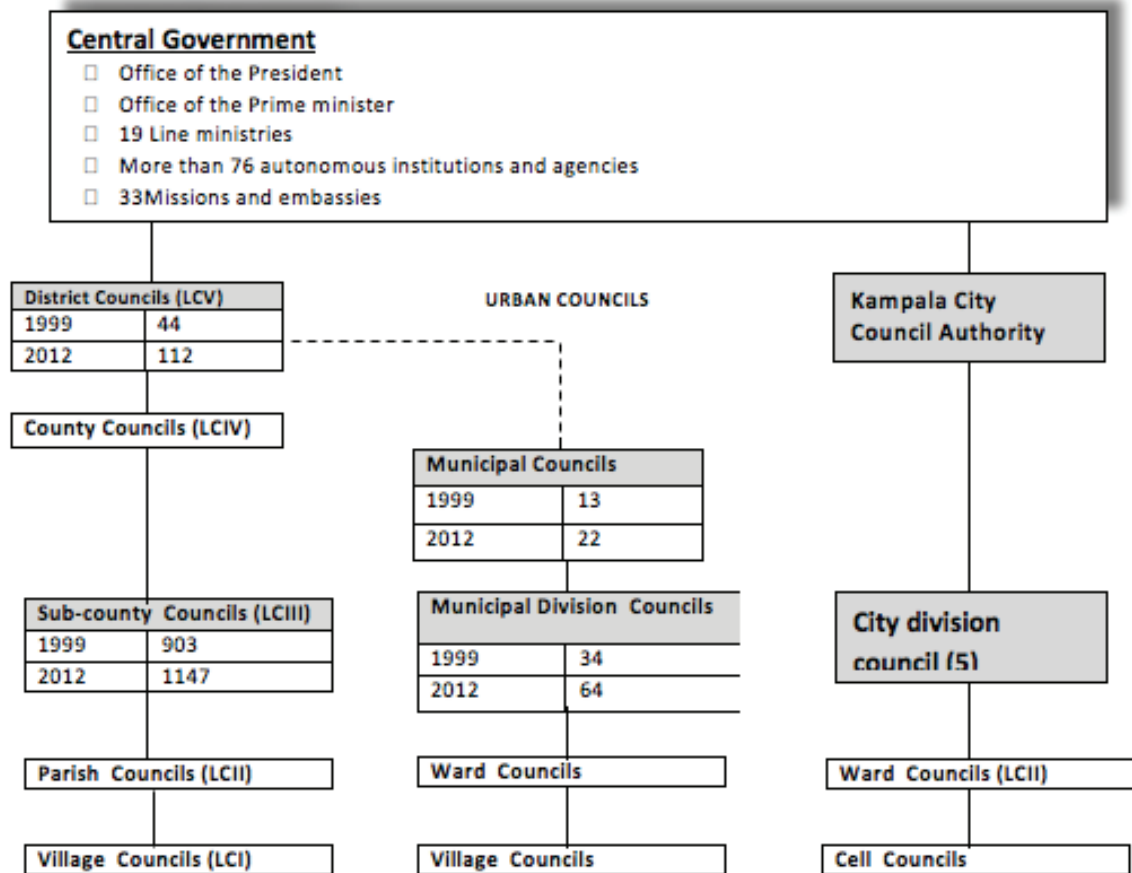 Central Government
Office of the President
Office of the Prime minister
19 Line ministries
More than 76 autonomous institutions and agencies
33Missions and embassies
District Councils (LCV)
1999 44
2012 112
URBAN COUNCILS
Kampala City
Council Authority
County Councils (LCIV)
Municipal Councils
1999 13
2012 22
Sub-county Councils (LCIII)
1999 903
2012 1147
Municipal Division Councils
1999 34
2012 64
City division
council (5)
Parish Councils (LCII)
Ward Councils
Ward Councils (LCII)
Village Councils (LCI)
Village Councils
Cell Councils